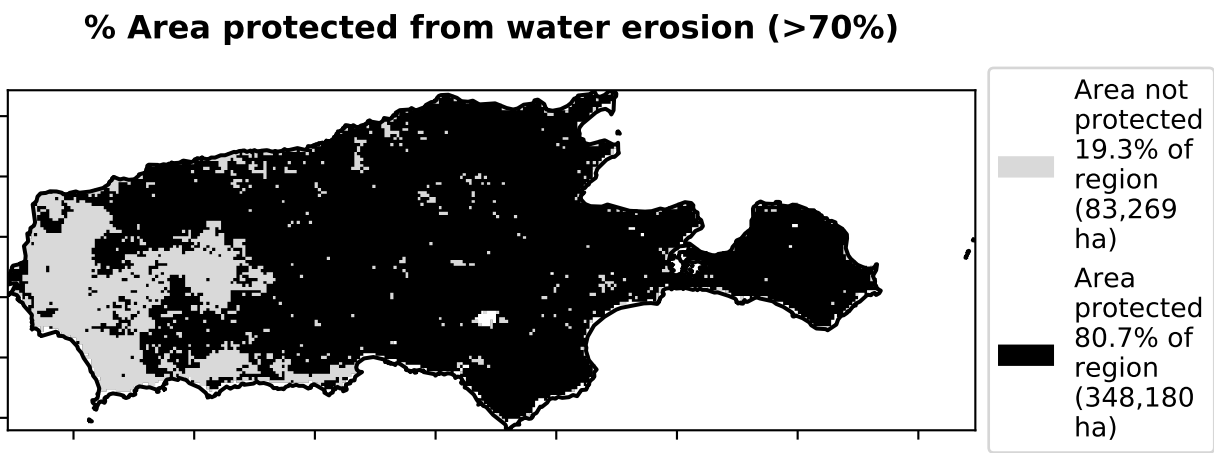 % Area protected from water erosion (>70%)
Area not
protected
19.3% of
region
(83,269
ha)
Area
protected
80.7% of
region
(348,180
ha)